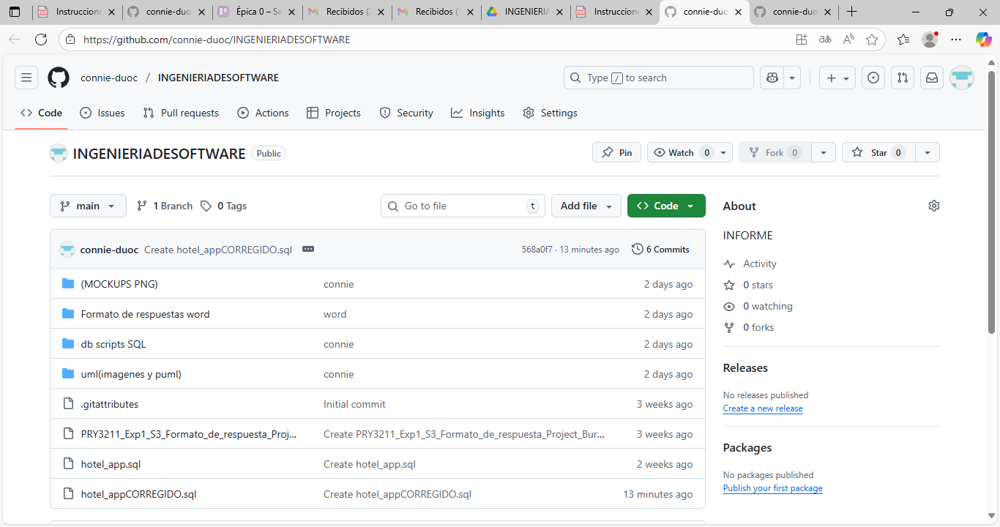 Instruccione
connie-duo
Épica 0 – Se
Recibidos (2
Recibidos (1
INGENIERIA
Instruccione
connie-duo
connie-duo
https://github.com/connie-duoc/INGENIERIADESOFTWARE
connie-duoc / INGENIERIADESOFTWARE
Type / to search
Code
Issues
Pull requests
Actions
Projects
Security
Insights
Settings
INGENIERIADESOFTWARE Public
Pin
Watch 0
Fork 0
Star 0
main
1 Branch
0 Tags
Go to file t
Add file
Code
connie-duoc Create hotel_appCORREGIDO.sql
568a0f7 · 13 minutes ago
6 Commits
(MOCKUPS PNG) connie 2 days ago
Formato de respuestas word word 2 days ago
db scripts SQL connie 2 days ago
uml(imagenes y puml) connie 2 days ago
.gitattributes Initial commit 3 weeks ago
PRY3211_Exp1_S3_Formato_de_respuesta_Proj... Create PRY3211_Exp1_S3_Formato_de_respuesta_Project_Bur... 3 weeks ago
hotel_app.sql Create hotel_app.sql 2 weeks ago
hotel_appCORREGIDO.sql Create hotel_appCORREGIDO.sql 13 minutes ago
About
INFORME
Activity
0 stars
0 watching
0 forks
Releases
No releases published
Create a new release
Packages
No packages published
Publish your first package